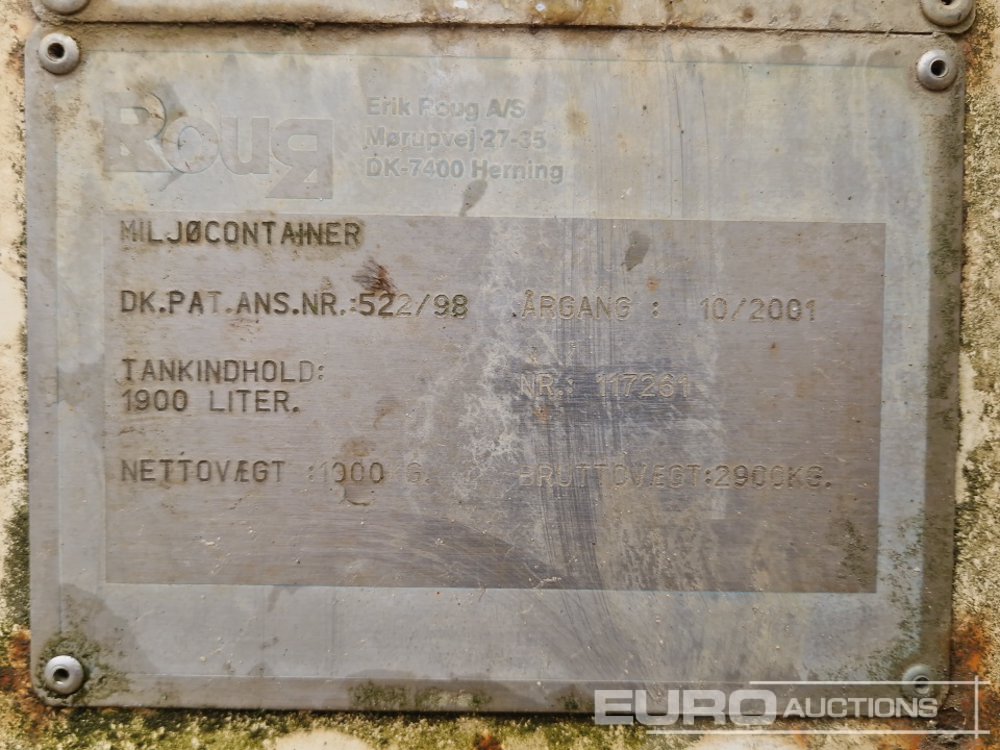 Roug
Erik Roug A/S
Mørupvej 27-35
DK-7400 Herning
MILJØCONTAINER
DK.PAT.ANS.NR.:522/98 ÅRGANG : 10/2001
TANKINDHOLD: NR.: 117261
1900 LITER.
NETTOVÆGT :1000KG. BRUTTOVÆGT:2900KG.
EURO AUCTIONS